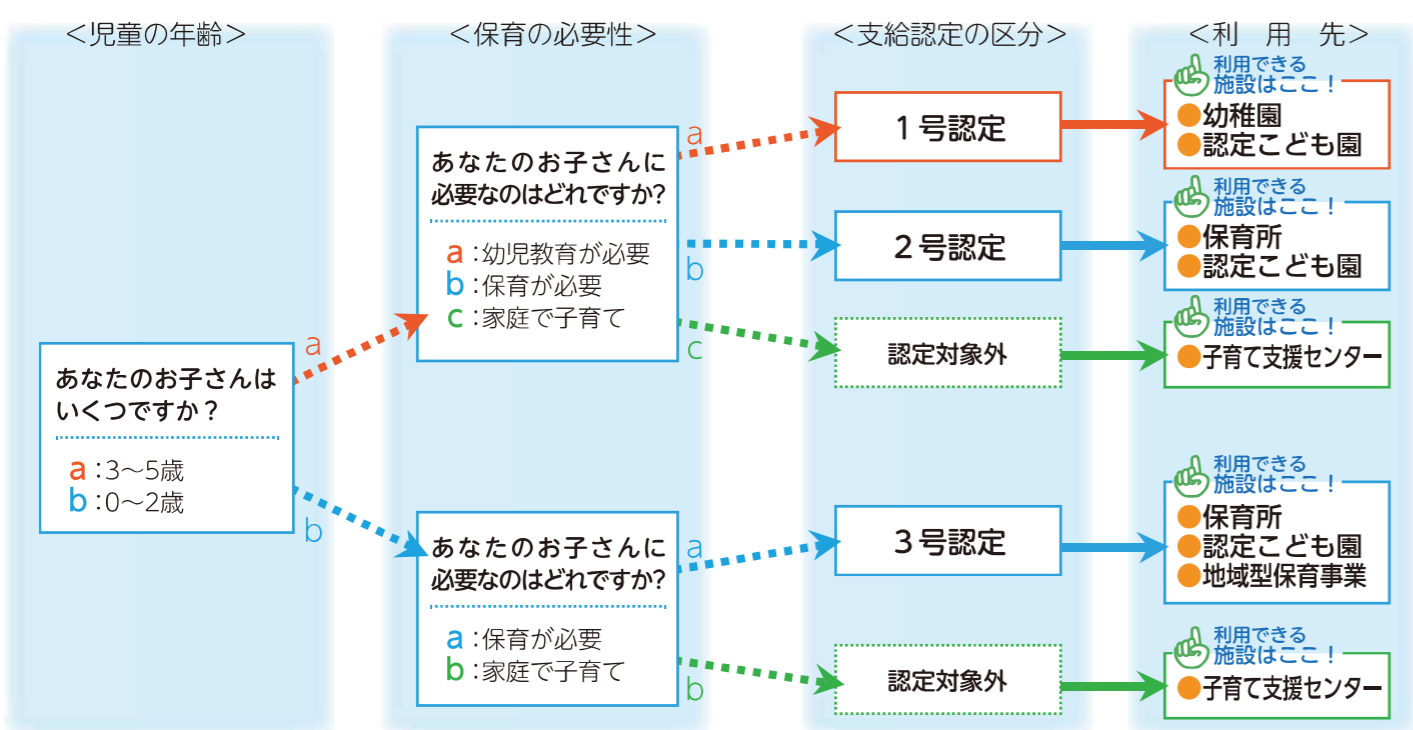 ＜児童の年齢＞
＜保育の必要性＞
＜支給認定の区分＞
＜利　用　先＞
あなたのお子さんは
いくつですか？
a：3～5歳
b：0～2歳
a
b
あなたのお子さんに
必要なのはどれですか?
a：幼児教育が必要
b：保育が必要
c：家庭で子育て
a
b
c
１号認定
利用できる
施設はここ！
●幼稚園
●認定こども園
２号認定
利用できる
施設はここ！
●保育所
●認定こども園
認定対象外
利用できる
施設はここ！
●子育て支援センター
あなたのお子さんに
必要なのはどれですか?
a：保育が必要
b：家庭で子育て
a
b
３号認定
利用できる
施設はここ！
●保育所
●認定こども園
●地域型保育事業
認定対象外
利用できる
施設はここ！
●子育て支援センター